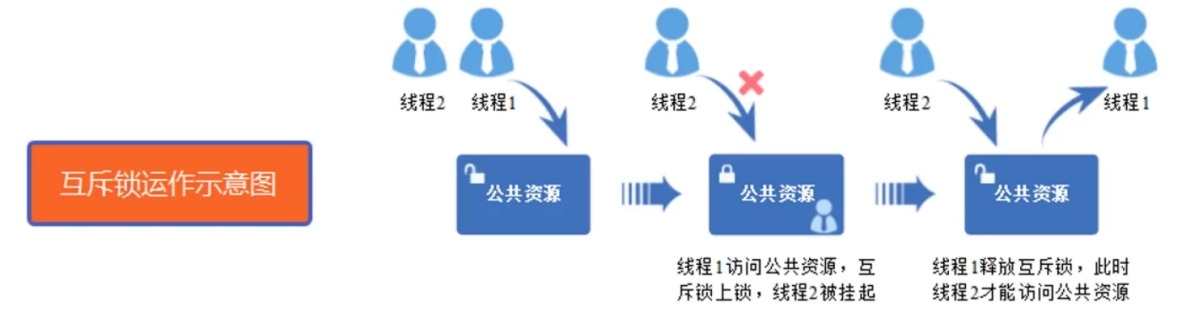 互斥锁运作示意图
线程2
线程1
公共资源
线程2
公共资源
线程1访问公共资源，互
斥锁上锁，线程2被挂起
线程2
线程1
公共资源
线程1释放互斥锁，此时
线程2才能访问公共资源